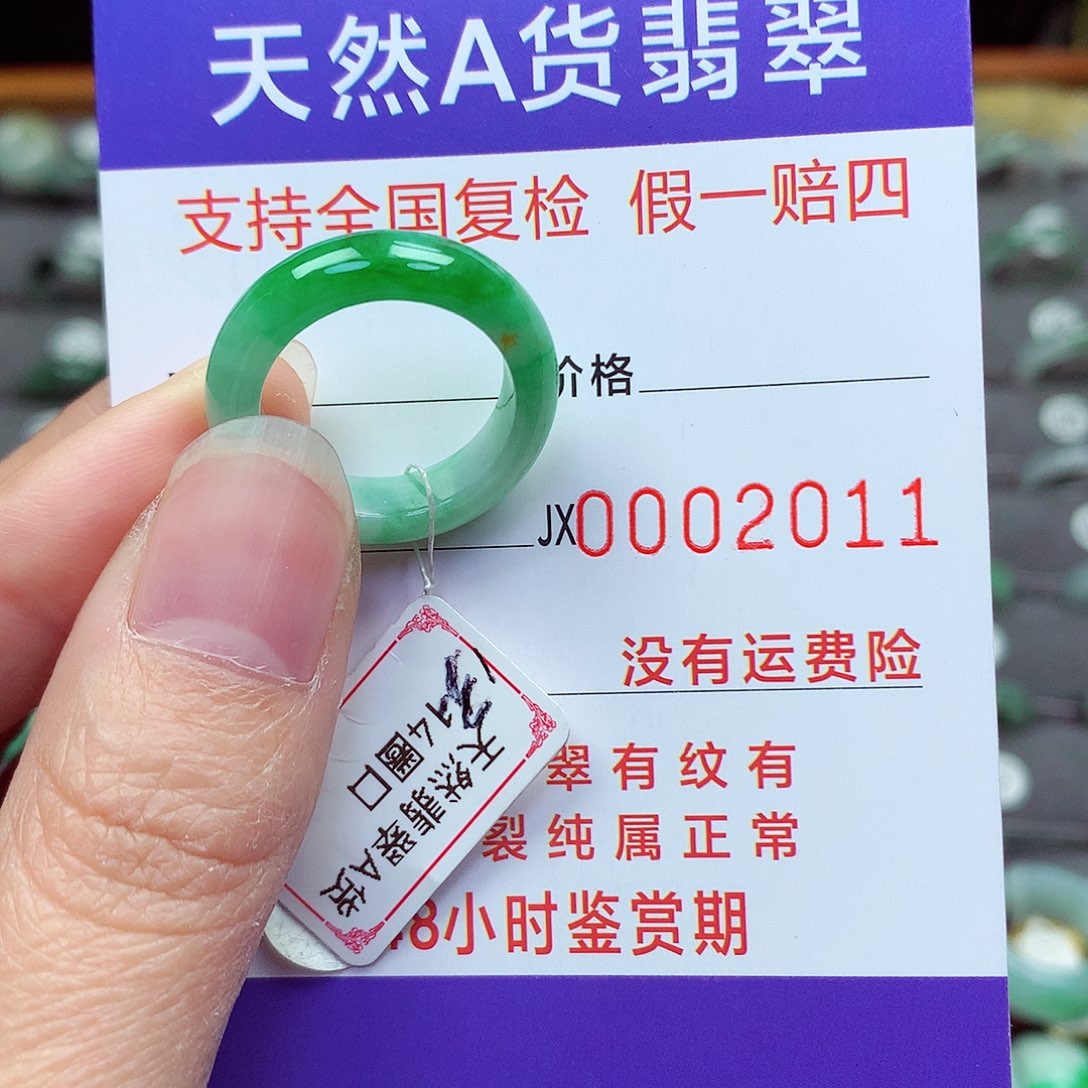 天然A货翡翠
支持全国复检 假一赔四
价格
JX0002011
没有运费险
翠有纹有
裂纯属正常
48小时鉴赏期
14圈口
天然翡翠A货